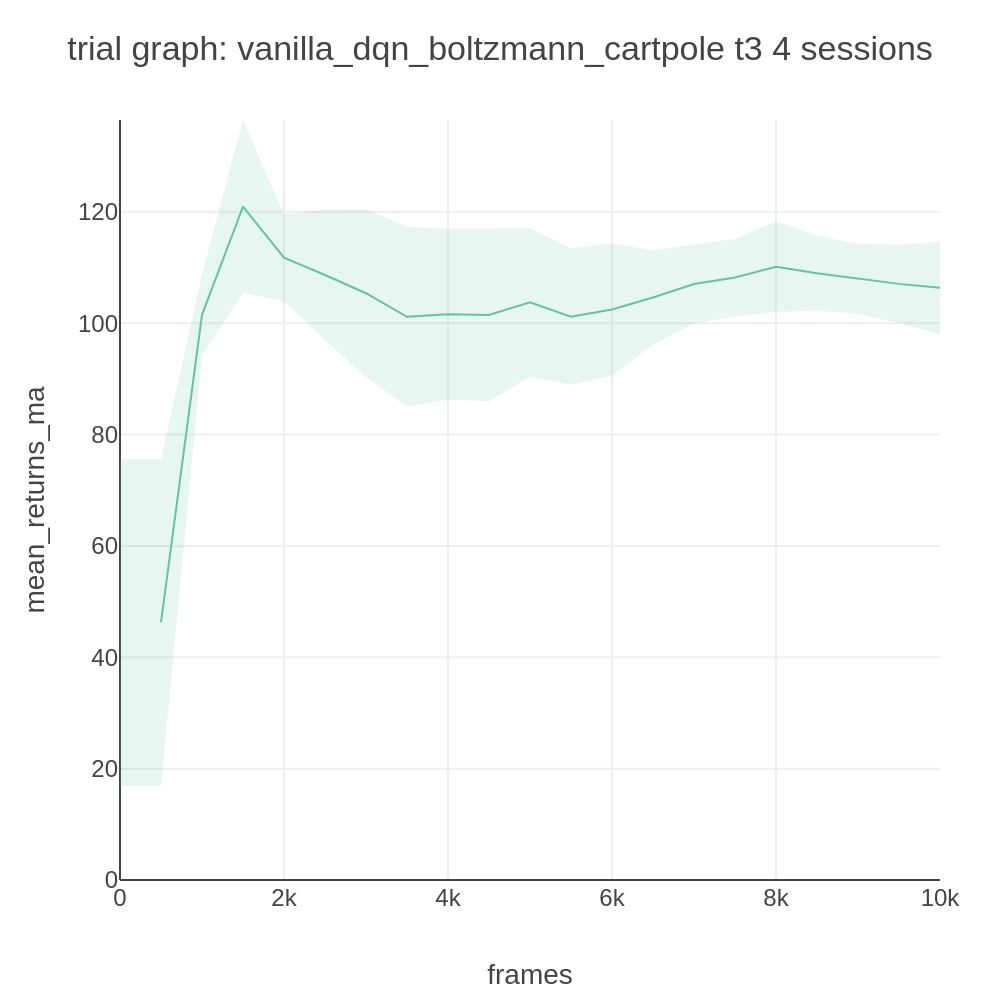 trial graph: vanilla_dqn_boltzmann_cartpole t3 4 sessions
mean_returns_ma
120
100
80
60
40
20
0
0 2k 4k 6k 8k 10k
frames